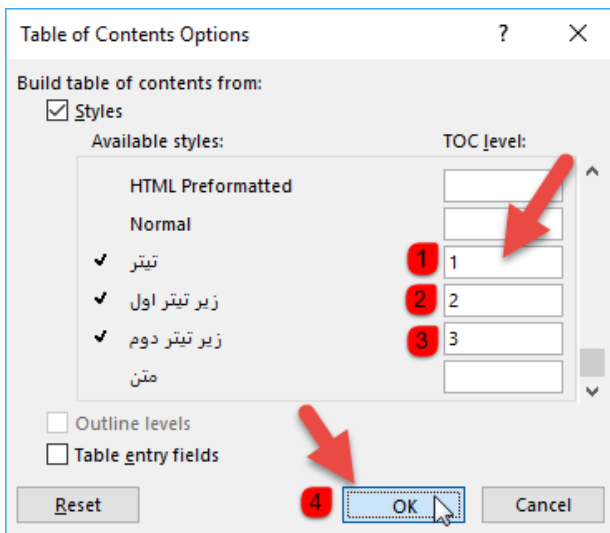 Table of Contents Options ?
Build table of contents from:
Styles
Available styles: TOC level:
HTML Preformatted
Normal
تیتر 1 1
زیر تیتر اول 2 2
زیر تیتر دوم 3 3
متن
Outline levels
Table entry fields
Reset 4 OK Cancel